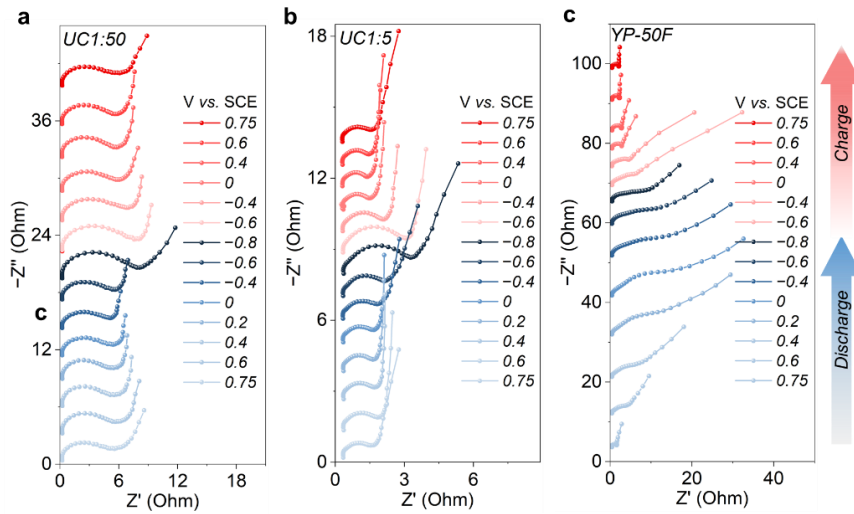 a
UC1:50
−Z'' (Ohm)
36
24
12
0
c
V vs. SCE
0.75
0.6
0.4
0
−0.4
−0.6
−0.8
−0.6
−0.4
0
0.2
0.4
0.6
0.75
0 6 12 18
Z' (Ohm)
b
UC1:5
−Z'' (Ohm)
18
12
6
0
V vs. SCE
0.75
0.6
0.4
0
−0.4
−0.6
−0.8
−0.6
−0.4
0
0.2
0.4
0.6
0.75
0 3 6
Z' (Ohm)
c
YP-50F
−Z'' (Ohm)
100
80
60
40
20
0
V vs. SCE
0.75
0.6
0.4
0
−0.4
−0.6
−0.8
−0.6
−0.4
0
0.2
0.4
0.6
0.75
0 20 40
Z' (Ohm)
Charge
Discharge